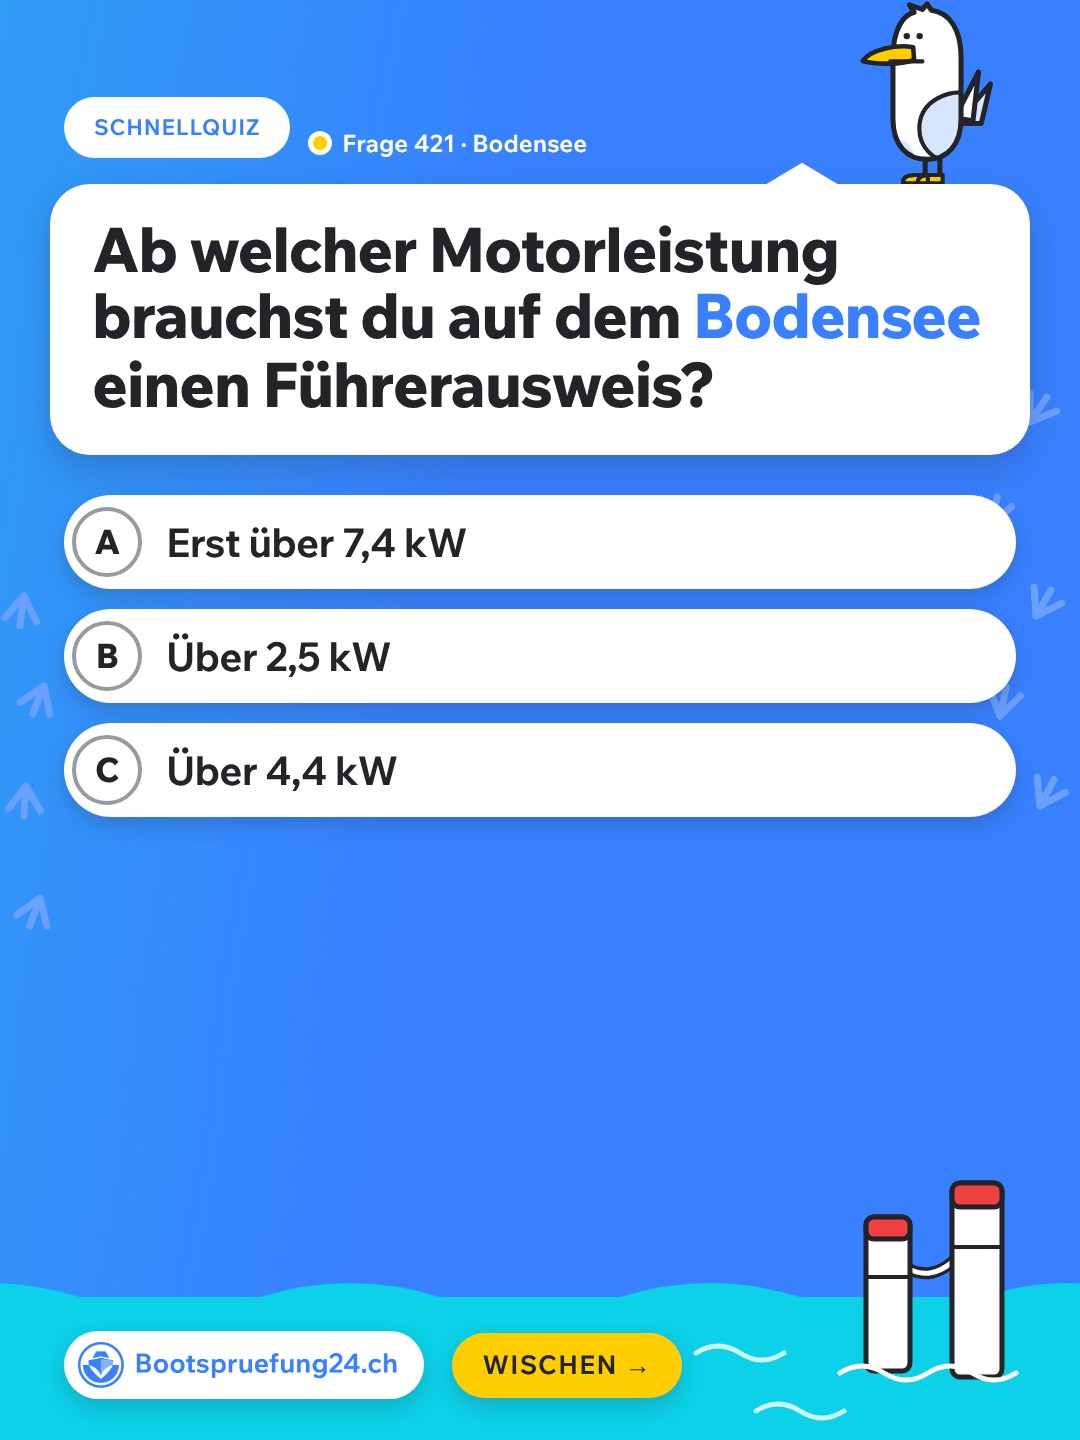 SCHNELLQUIZ
Frage 421 · Bodensee
Ab welcher Motorleistung
brauchst du auf dem Bodensee
einen Führerausweis?
A Erst über 7,4 kW
B Über 2,5 kW
C Über 4,4 kW
Bootspruefung24.ch
WISCHEN →